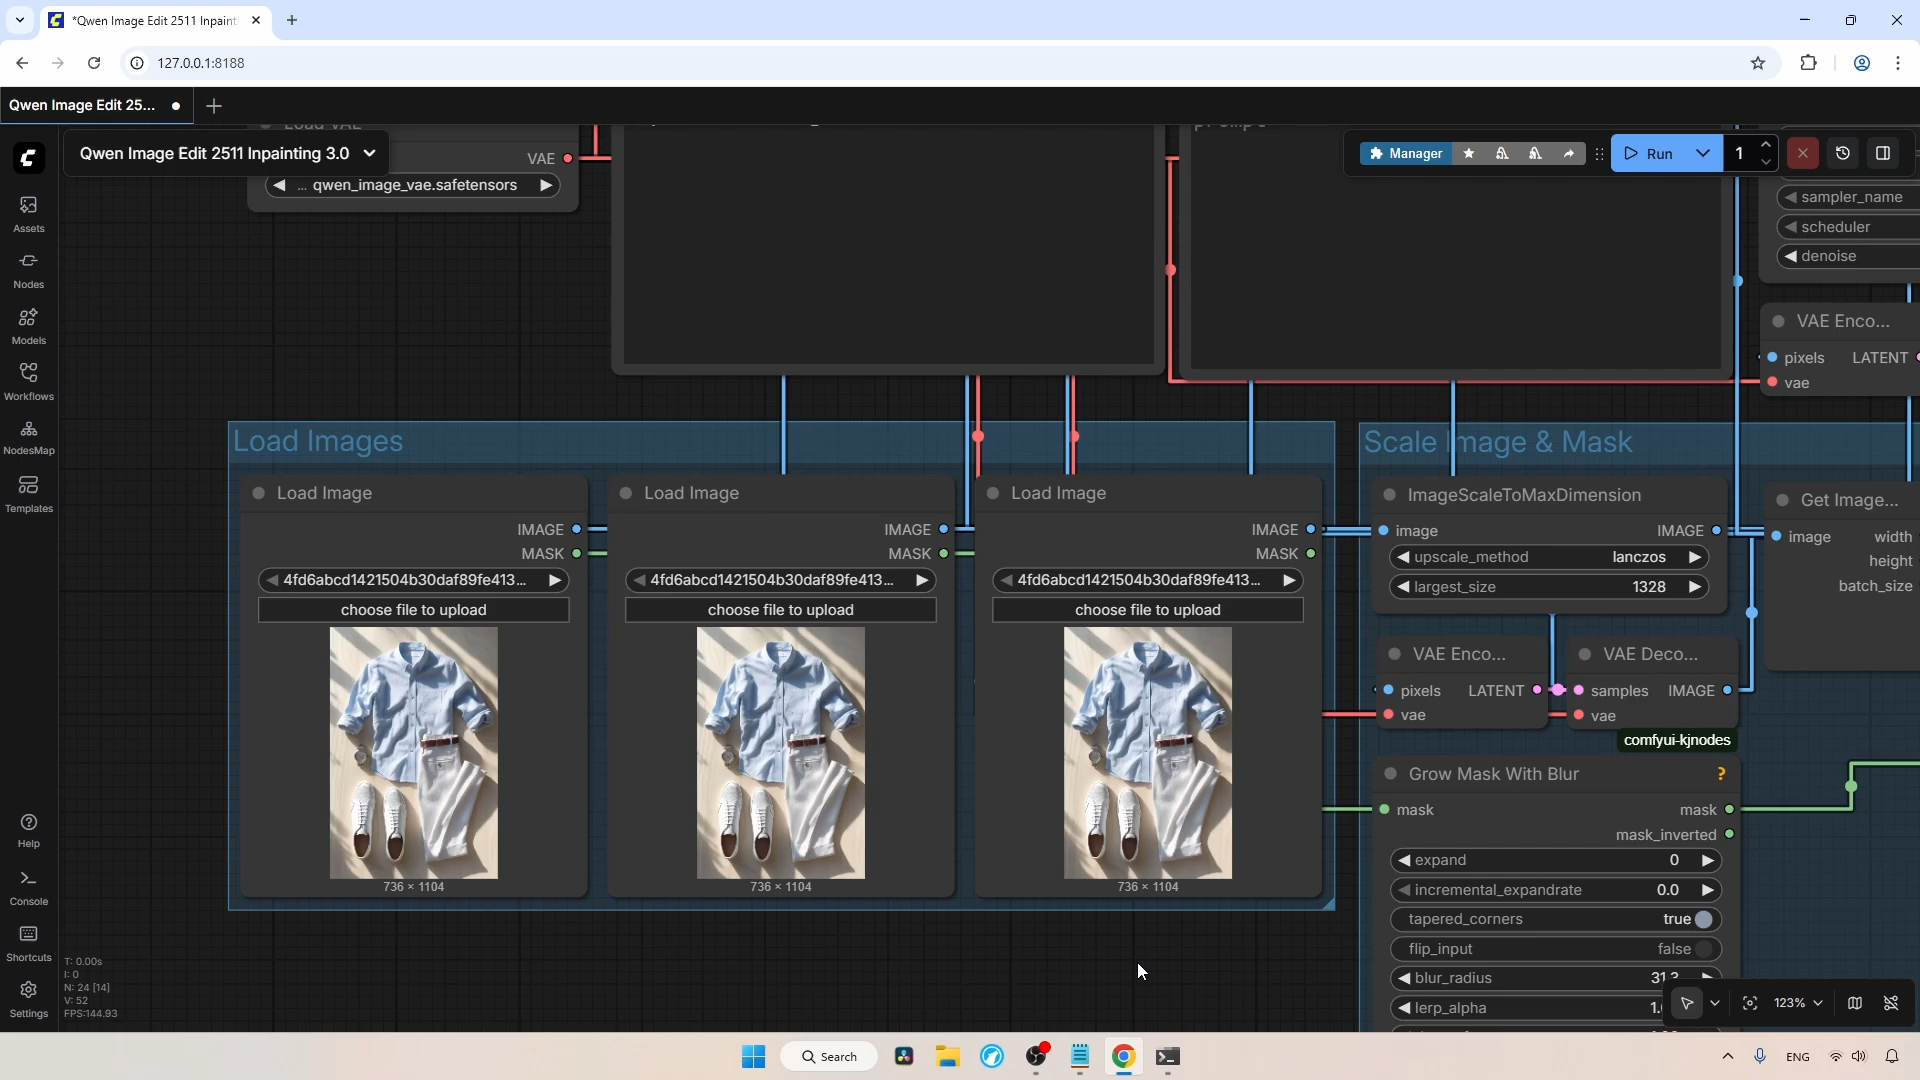 *Qwen Image Edit 2511 Inpaint
127.0.0.1:8188
Qwen Image Edit 25...
Qwen Image Edit 2511 Inpainting 3.0
Manager
Run
1
Assets
Nodes
Models
Workflows
NodesMap
Templates
Help
Console
Shortcuts
Settings
Load VAE
VAE
... qwen_image_vae.safetensors
sampler_name
scheduler
denoise
VAE Enco...
pixels LATENT
vae
Load Images
Load Image
IMAGE
MASK
4fd6abcd1421504b30daf89fe413...
choose file to upload
736 × 1104
Load Image
IMAGE
MASK
4fd6abcd1421504b30daf89fe413...
choose file to upload
736 × 1104
Load Image
IMAGE
MASK
4fd6abcd1421504b30daf89fe413...
choose file to upload
736 × 1104
Scale Image & Mask
ImageScaleToMaxDimension
image IMAGE
upscale_method lanczos
largest_size 1328
Get Image...
image width
height
batch_size
VAE Enco...
pixels LATENT
vae
VAE Deco...
samples IMAGE
vae
comfyui-kjnodes
Grow Mask With Blur ?
mask mask
mask_inverted
expand 0
incremental_expandrate 0.0
tapered_corners true
flip_input false
blur_radius 31.2
lerp_alpha 1.
T: 0.00s
I: 0
N: 24 [14]
V: 52
FPS:144.93
123%
Search
ENG